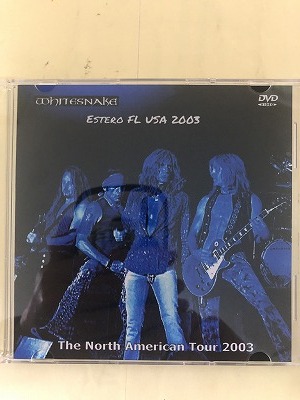 WHITESNAKE
DVD
ESTERO FL USA 2003
The North American Tour 2003